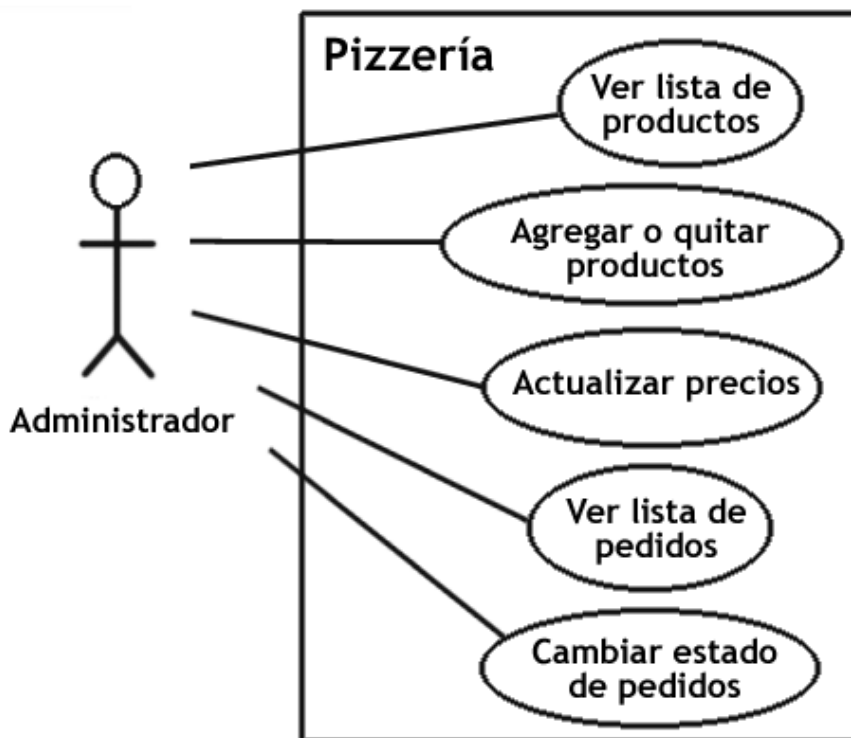 Pizzería
Ver lista de
productos
Agregar o quitar
productos
Actualizar precios
Administrador
Ver lista de
pedidos
Cambiar estado
de pedidos